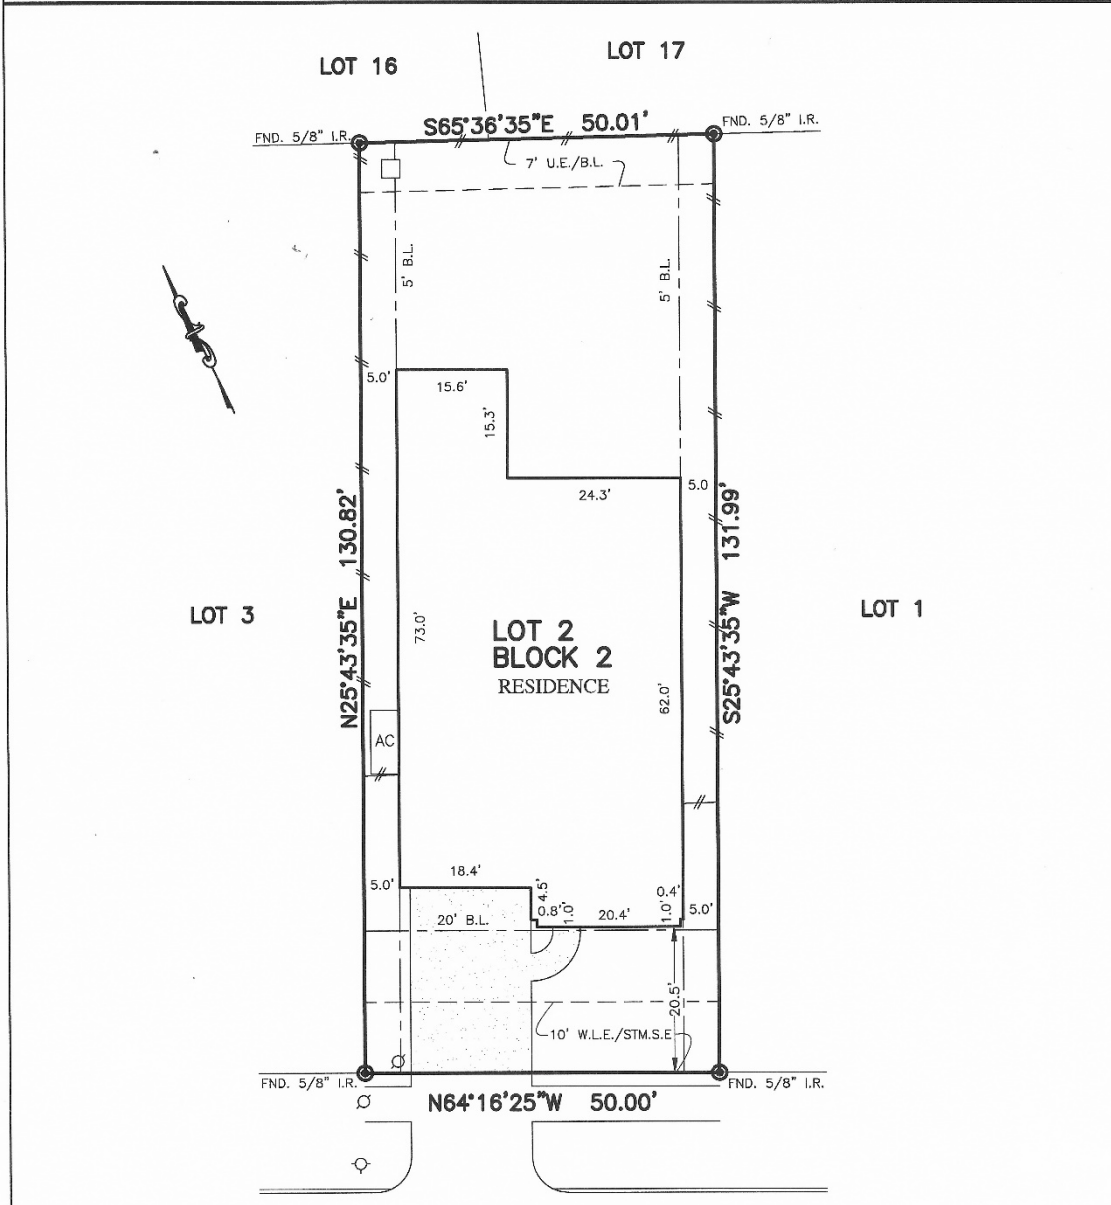 LOT 16
LOT 17
FND. 5/8" I.R.
S65°36'35"E 50.01'
FND. 5/8" I.R.
7' U.E./B.L.
5' B.L.
5' B.L.
5.0'
15.6'
15.3'
24.3'
5.0
N25°43'35"E 130.82'
S25°43'35"W 131.99'
LOT 3
LOT 1
73.0'
LOT 2
BLOCK 2
RESIDENCE
62.0'
AC
18.4'
5.0'
4.5'
0.8'
1.0'
20.4'
0.4'
1.0'
5.0'
20' B.L.
20.5'
10' W.L.E./STM.S.E
FND. 5/8" I.R.
FND. 5/8" I.R.
N64°16'25"W 50.00'